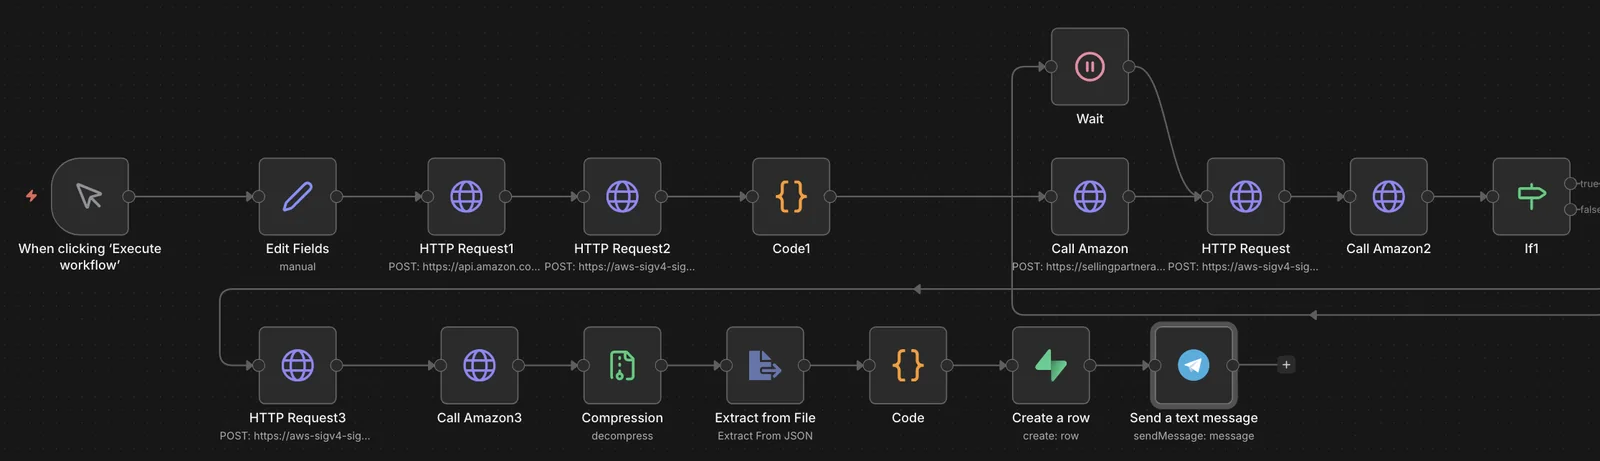 Wait
When clicking ‘Execute
workflow’
Edit Fields
manual
HTTP Request1
POST: https://api.amazon.co...
HTTP Request2
POST: https://aws-sigv4-sig...
Code1
Call Amazon
POST: https://sellingpartnera...
HTTP Request
POST: https://aws-sigv4-sig...
Call Amazon2
If1
true
false
HTTP Request3
POST: https://aws-sigv4-sig...
Call Amazon3
Compression
decompress
Extract from File
Extract From JSON
Code
Create a row
create: row
Send a text message
sendMessage: message